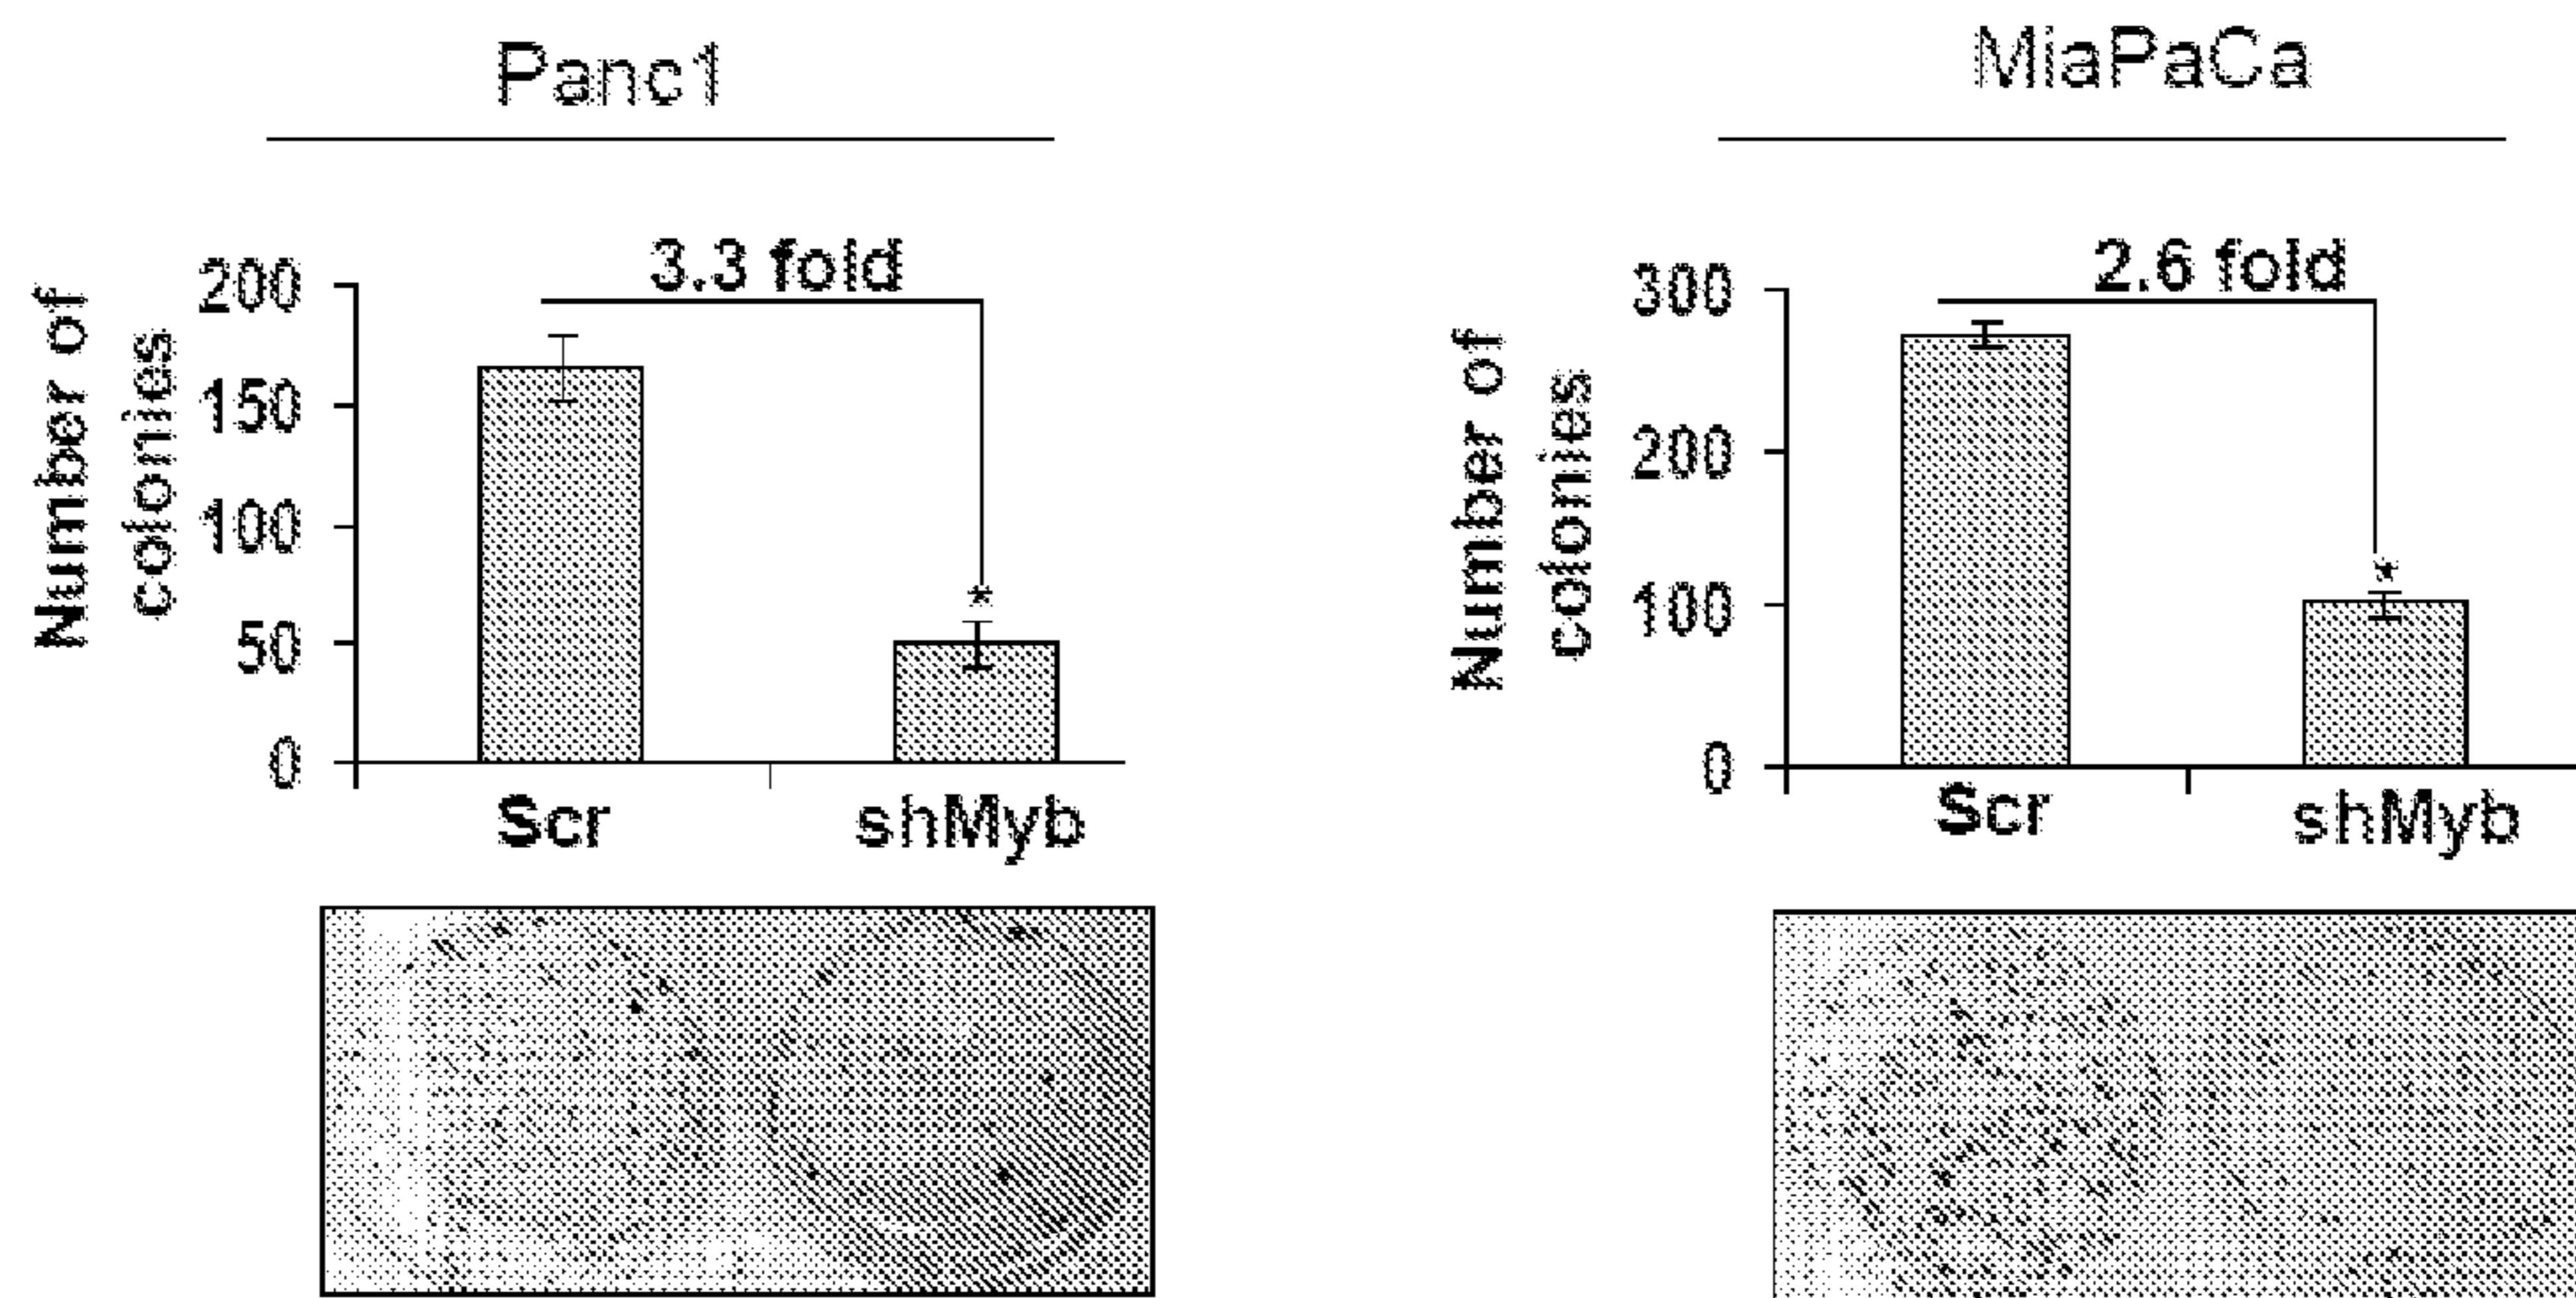 Panc1
3.3 fold
Number of
colonies
200
150
100
50
0
*
Scr
shMyb
MiaPaCa
2.6 fold
Number of
colonies
300
200
100
0
*
Scr
shMyb